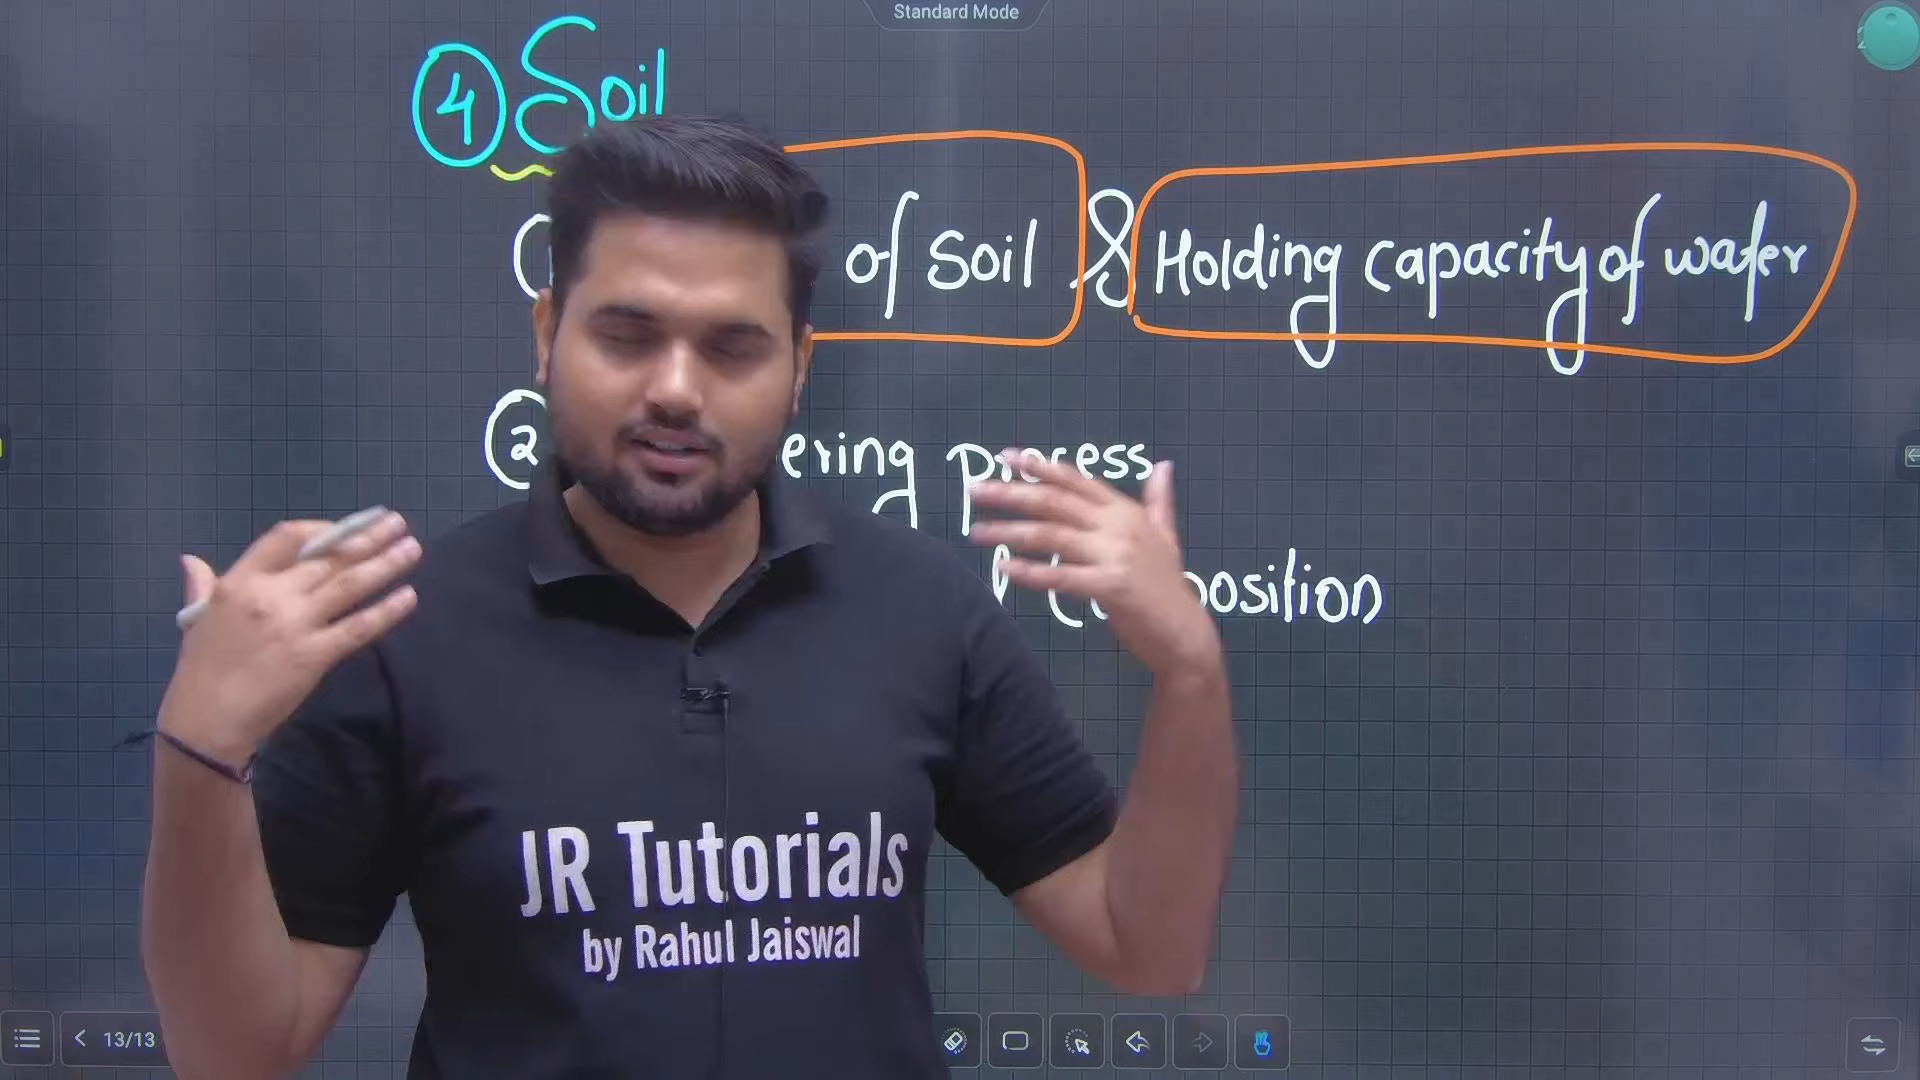 Standard Mode
4 Soil
of Soil & Holding capacity of water
2 ering process
position
JR Tutorials
by Rahul Jaiswal
13/13